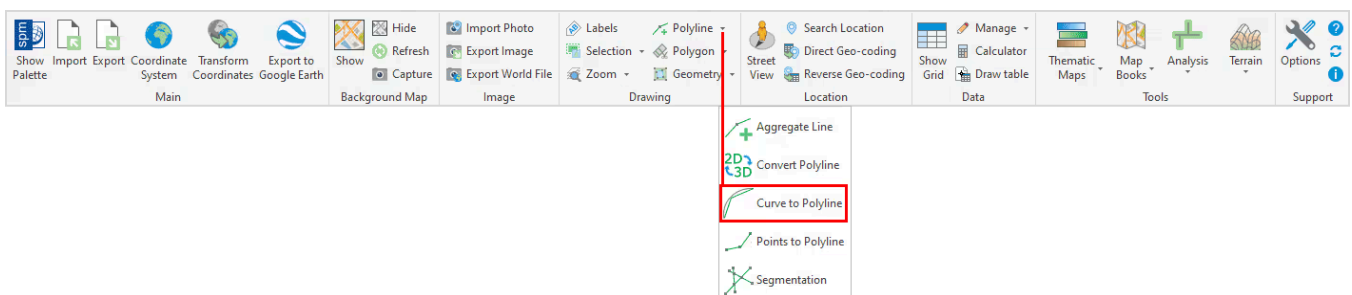 spm
Show Palette
Import
Export
Coordinate System
Transform Coordinates
Export to Google Earth
Main
Show
Hide
Refresh
Capture
Background Map
Import Photo
Export Image
Export World File
Image
Labels
Selection
Zoom
Polyline
Polygon
Geometry
Drawing
Street View
Search Location
Direct Geo-coding
Reverse Geo-coding
Location
Show Grid
Manage
Calculator
Draw table
Data
Thematic Maps
Map Books
Analysis
Terrain
Tools
Options
Support
Aggregate Line
2D
3D
Convert Polyline
Curve to Polyline
Points to Polyline
Segmentation